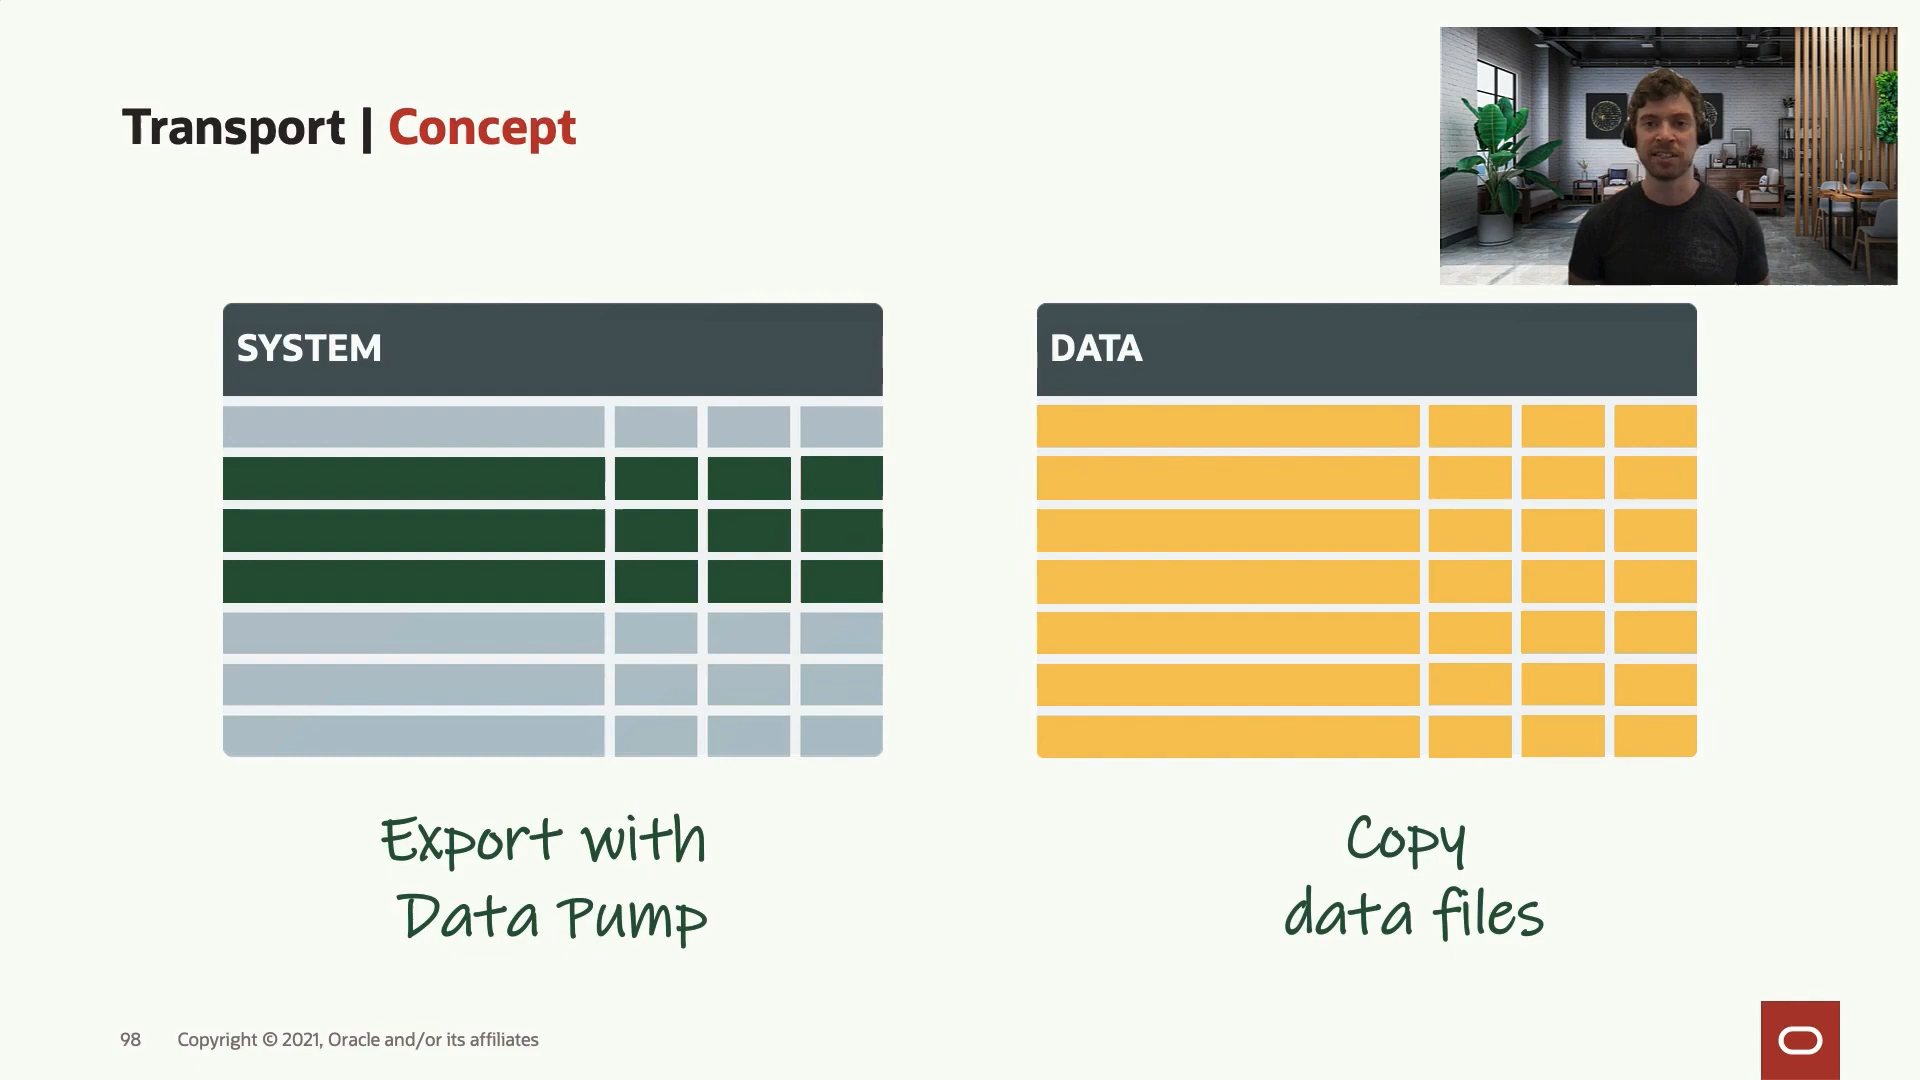 Transport | Concept
SYSTEM
DATA
Export with
Data Pump
Copy
data files
98 Copyright © 2021, Oracle and/or its affiliates